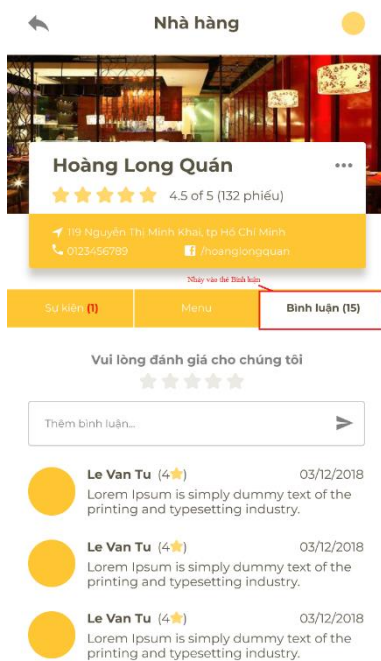 Nhà hàng
Hoàng Long Quán
4.5 of 5 (132 phiếu)
119 Nguyễn Thị Minh Khai, tp Hồ Chí Minh
0123456789 /hoanglongquan
Nháy vào thẻ Bình luận
Sự kiện (1) Menu Bình luận (15)
Vui lòng đánh giá cho chúng tôi
Thêm bình luận...
Le Van Tu (4⭐) 03/12/2018
Lorem Ipsum is simply dummy text of the
printing and typesetting industry.
Le Van Tu (4⭐) 03/12/2018
Lorem Ipsum is simply dummy text of the
printing and typesetting industry.
Le Van Tu (4⭐) 03/12/2018
Lorem Ipsum is simply dummy text of the
printing and typesetting industry.